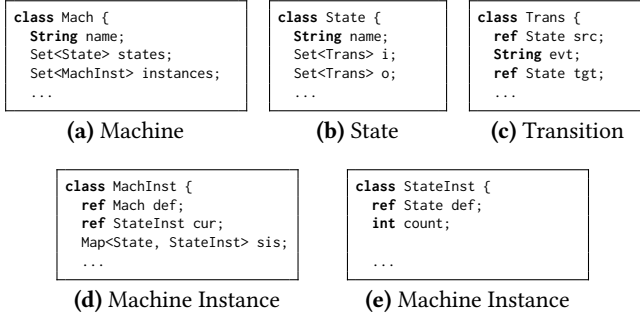 class Mach {
String name;
Set<State> states;
Set<MachInst> instances;
...
(a) Machine
class State {
String name;
Set<Trans> i;
Set<Trans> o;
...
(b) State
class Trans {
ref State src;
String evt;
ref State tgt;
...
(c) Transition
class MachInst {
ref Mach def;
ref StateInst cur;
Map<State, StateInst> sis;
...
(d) Machine Instance
class StateInst {
ref State def;
int count;
...
(e) Machine Instance